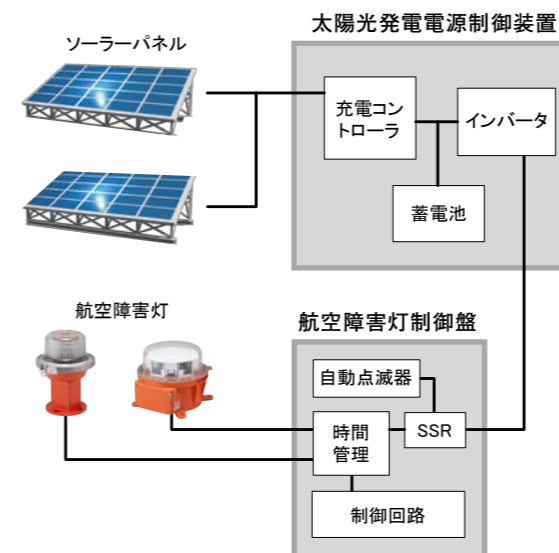 太陽光発電電源制御装置
ソーラーパネル
充電コン
トローラ
インバータ
蓄電池
航空障害灯
航空障害灯制御盤
自動点滅器
時間
管理
SSR
制御回路